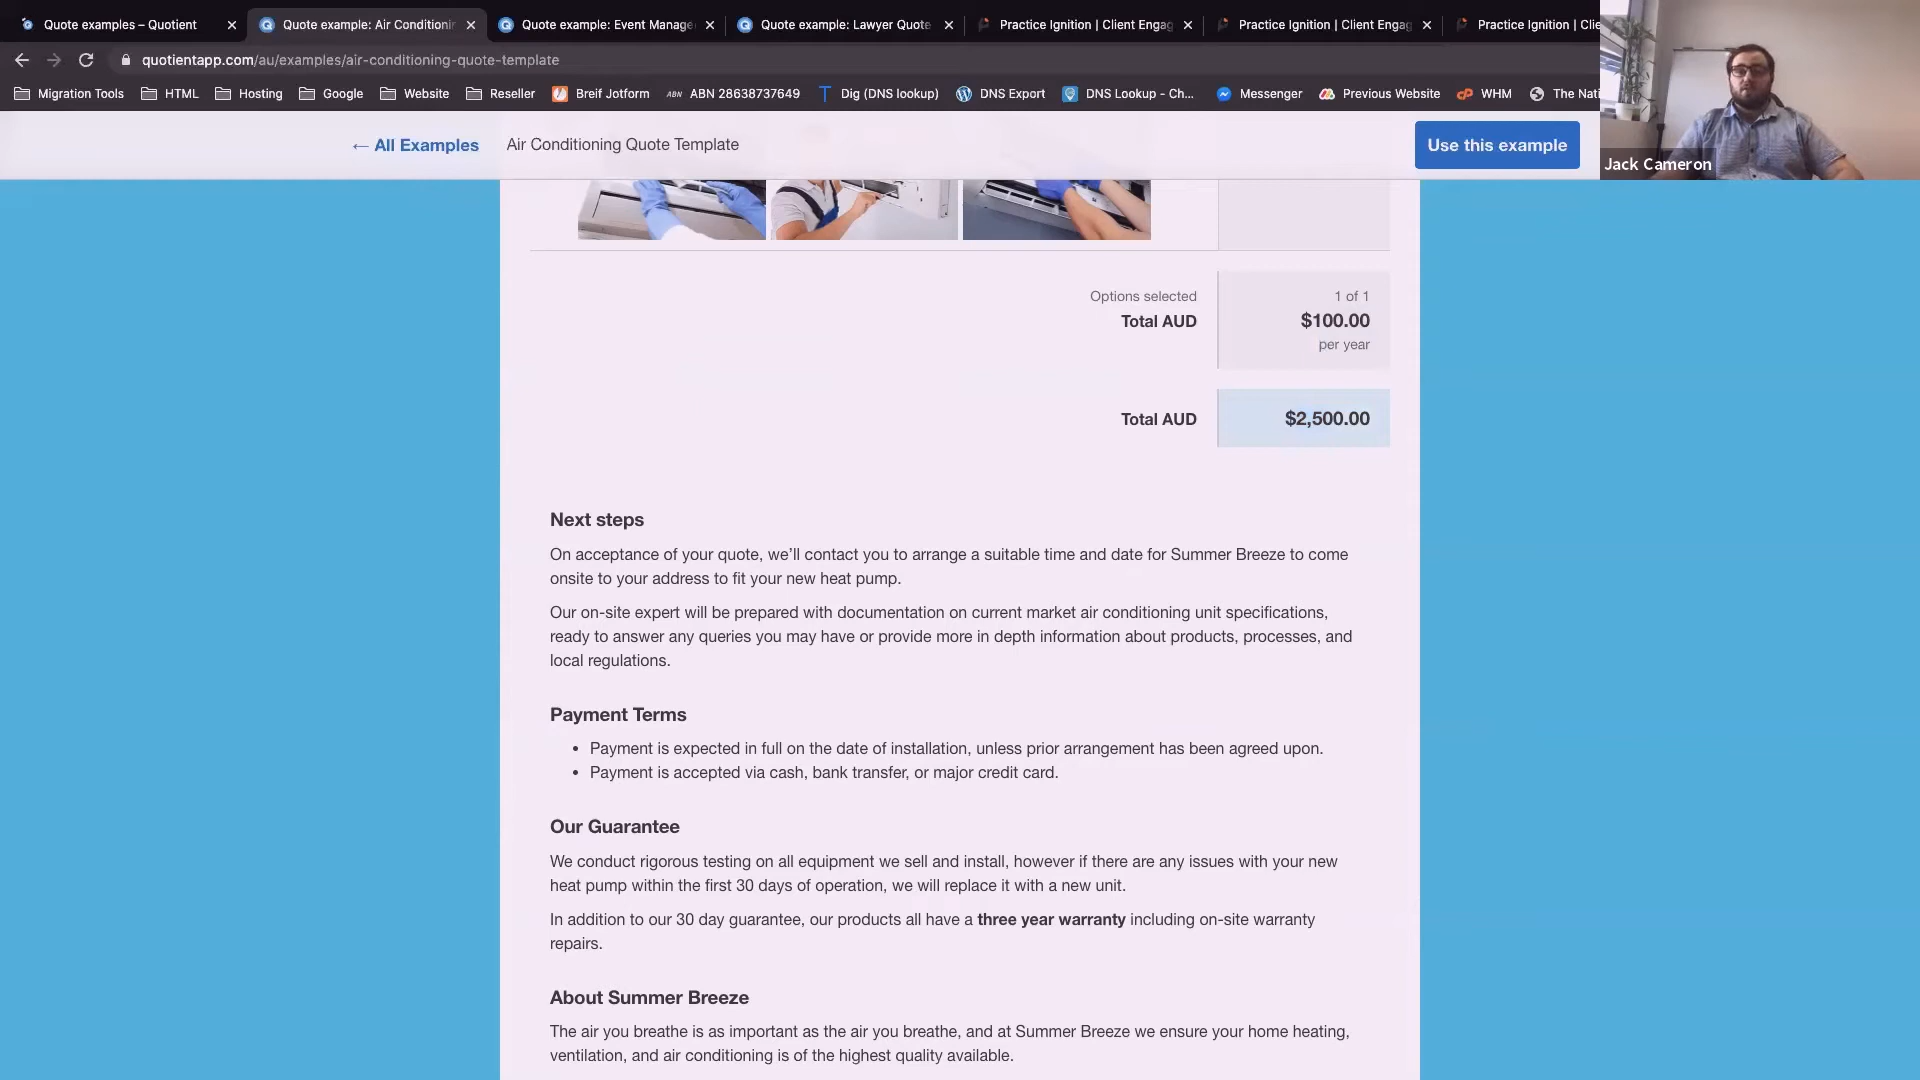 Quote examples – Quotient
Quote example: Air Conditionin
Quote example: Event Manage
Quote example: Lawyer Quote
Practice Ignition | Client Engag
Practice Ignition | Client Engag
Practice Ignition | Clie
quotientapp.com/au/examples/air-conditioning-quote-template
Migration Tools
HTML
Hosting
Google
Website
Reseller
Breif Jotform
ABN ABN 28638737649
Dig (DNS lookup)
DNS Export
DNS Lookup - Ch...
Messenger
Previous Website
WHM
The Nati
← All Examples
Air Conditioning Quote Template
Use this example
Jack Cameron
Options selected 1 of 1
Total AUD $100.00
per year
Total AUD $2,500.00
Next steps
On acceptance of your quote, we’ll contact you to arrange a suitable time and date for Summer Breeze to come
onsite to your address to fit your new heat pump.
Our on-site expert will be prepared with documentation on current market air conditioning unit specifications,
ready to answer any queries you may have or provide more in depth information about products, processes, and
local regulations.
Payment Terms
• Payment is expected in full on the date of installation, unless prior arrangement has been agreed upon.
• Payment is accepted via cash, bank transfer, or major credit card.
Our Guarantee
We conduct rigorous testing on all equipment we sell and install, however if there are any issues with your new
heat pump within the first 30 days of operation, we will replace it with a new unit.
In addition to our 30 day guarantee, our products all have a three year warranty including on-site warranty
repairs.
About Summer Breeze
The air you breathe is as important as the air you breathe, and at Summer Breeze we ensure your home heating,
ventilation, and air conditioning is of the highest quality available.